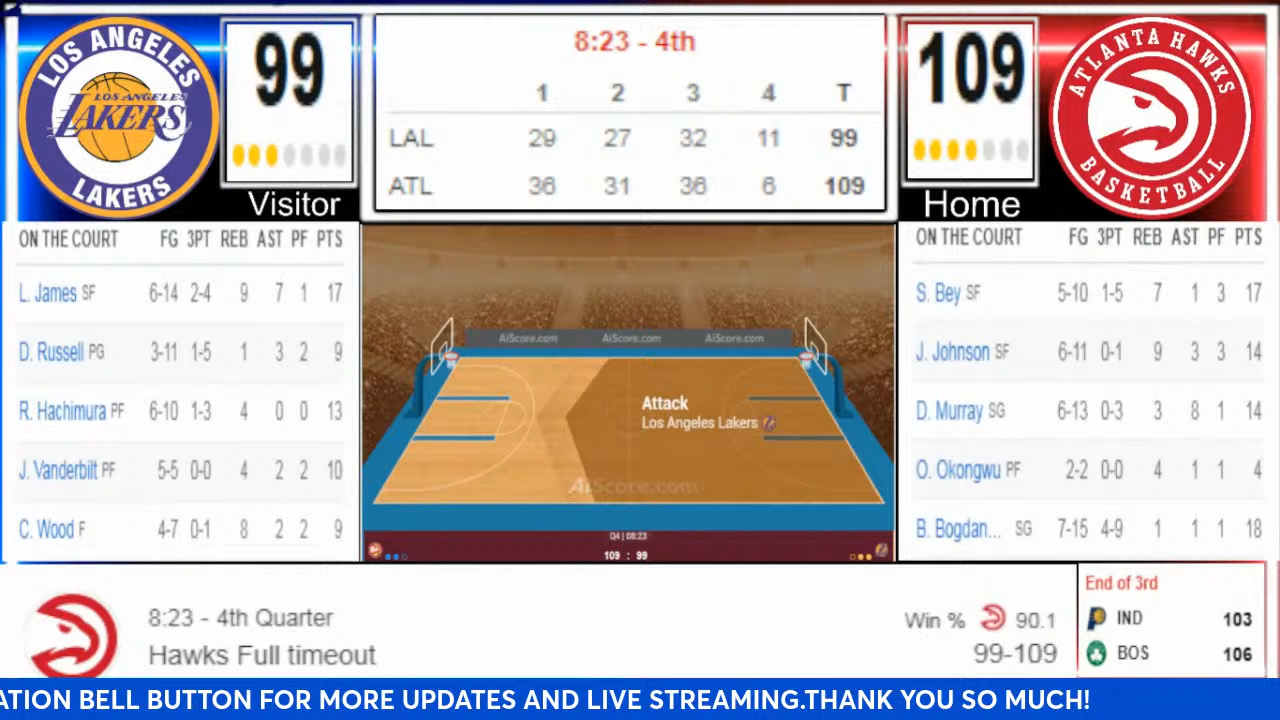 LOS ANGELES
LOS ANGELES
LAKERS
LAKERS
99
Visitor
8:23 - 4th
1 2 3 4 T
LAL 29 27 32 11 99
ATL 36 31 36 6 109
109
Home
ATLANTA HAWKS
BASKETBALL
ON THE COURT FG 3PT REB AST PF PTS
L. James SF 6-14 2-4 9 7 1 17
D. Russell PG 3-11 1-5 1 3 2 9
R. Hachimura PF 6-10 1-3 4 0 0 13
J. Vanderbilt PF 5-5 0-0 4 2 2 10
C. Wood F 4-7 0-1 8 2 2 9
AiScore.com AiScore.com AiScore.com
Attack
Los Angeles Lakers
AiScore.com
Q4 | 08:23
109 : 99
ON THE COURT FG 3PT REB AST PF PTS
S. Bey SF 5-10 1-5 7 1 3 17
J. Johnson SF 6-11 0-1 9 3 3 14
D. Murray SG 6-13 0-3 3 8 1 14
O. Okongwu PF 2-2 0-0 4 1 1 4
B. Bogdan... SG 7-15 4-9 1 1 1 18
8:23 - 4th Quarter
Hawks Full timeout
Win % 90.1
99-109
End of 3rd
IND 103
BOS 106
ATION BELL BUTTON FOR MORE UPDATES AND LIVE STREAMING.THANK YOU SO MUCH!